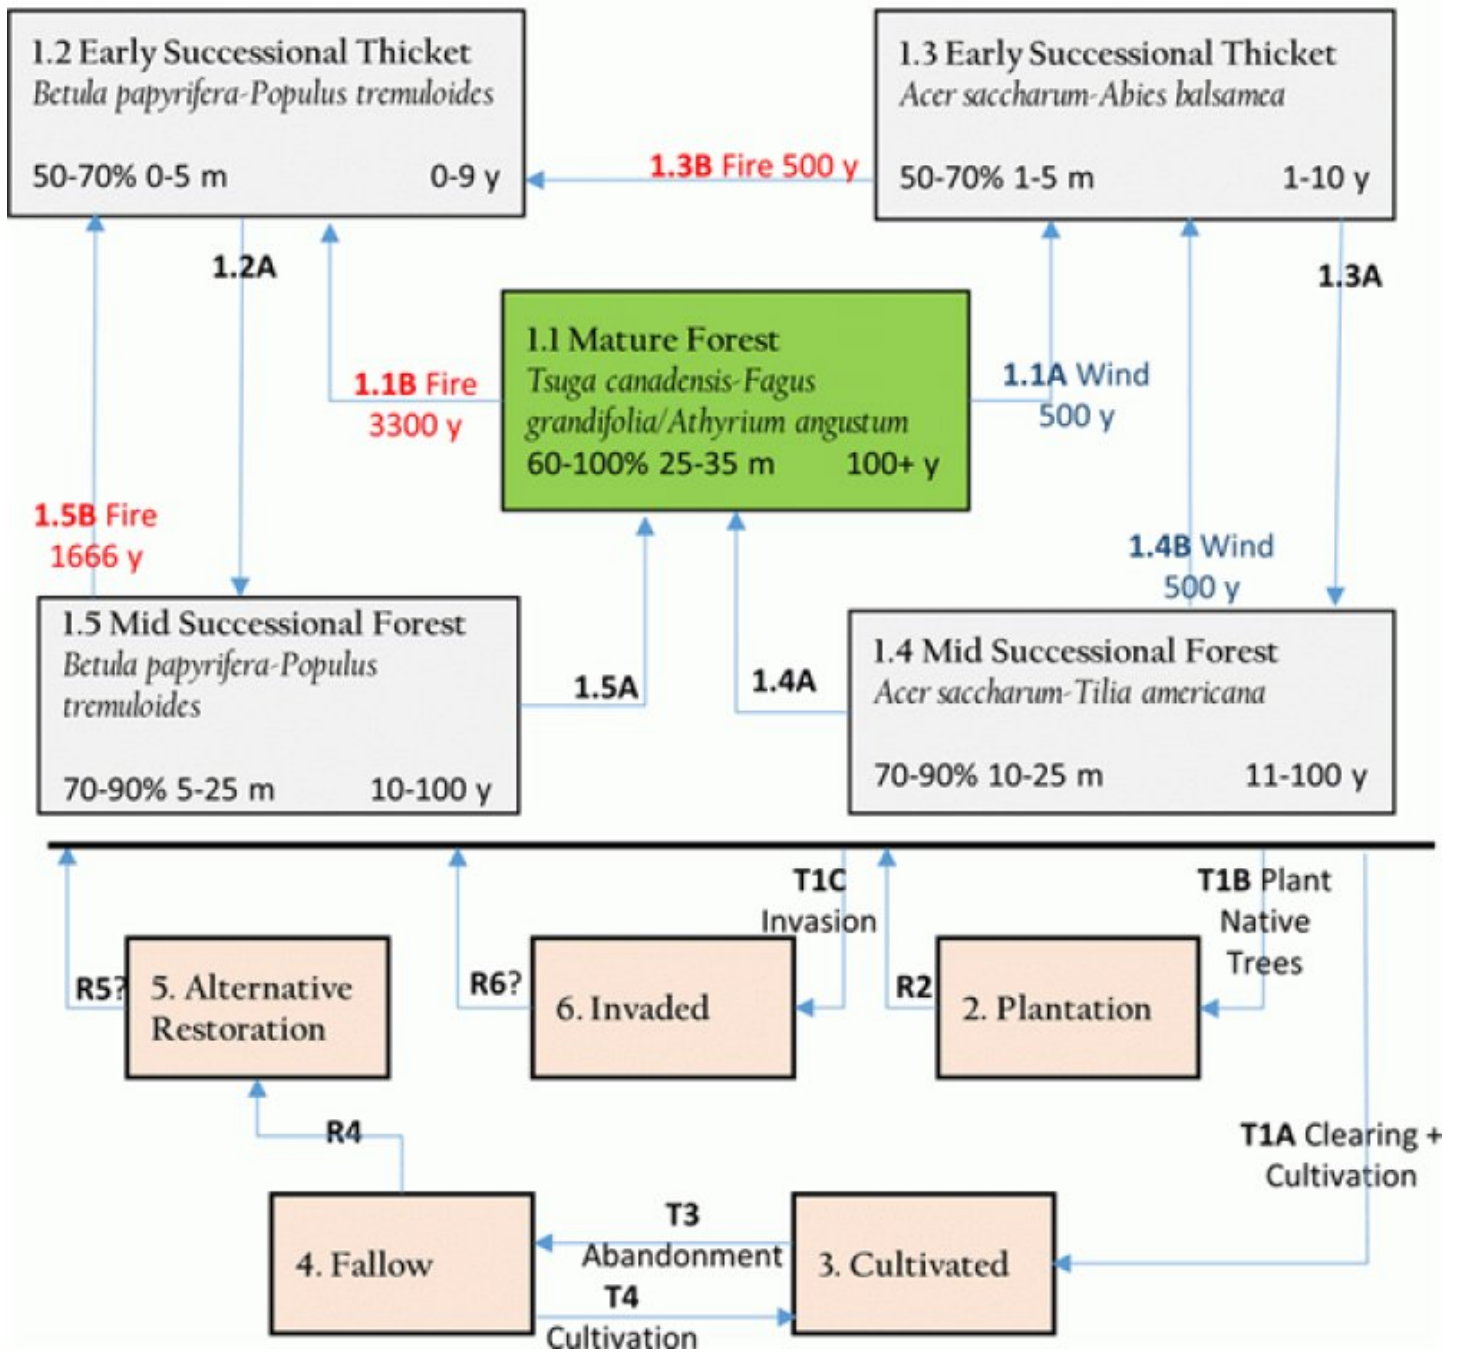 1.2 Early Successional Thicket
Betula papyrifera-Populus tremuloides
50-70% 0-5 m 0-9 y
1.3 Early Successional Thicket
Acer saccharum-Abies balsamea
50-70% 1-5 m 1-10 y
1.3B Fire 500 y
1.2A
1.3A
1.1 Mature Forest
Tsuga canadensis-Fagus
grandifolia/Athyrium angustum
60-100% 25-35 m 100+ y
1.1B Fire
3300 y
1.1A Wind
500 y
1.5B Fire
1666 y
1.4B Wind
500 y
1.5 Mid Successional Forest
Betula papyrifera-Populus
tremuloides
70-90% 5-25 m 10-100 y
1.5A
1.4A
1.4 Mid Successional Forest
Acer saccharum-Tilia americana
70-90% 10-25 m 11-100 y
T1C
Invasion
T1B Plant
Native
Trees
R5?
5. Alternative
Restoration
R6?
6. Invaded
R2
2. Plantation
R4
T1A Clearing +
Cultivation
4. Fallow
T3
Abandonment
T4
Cultivation
3. Cultivated